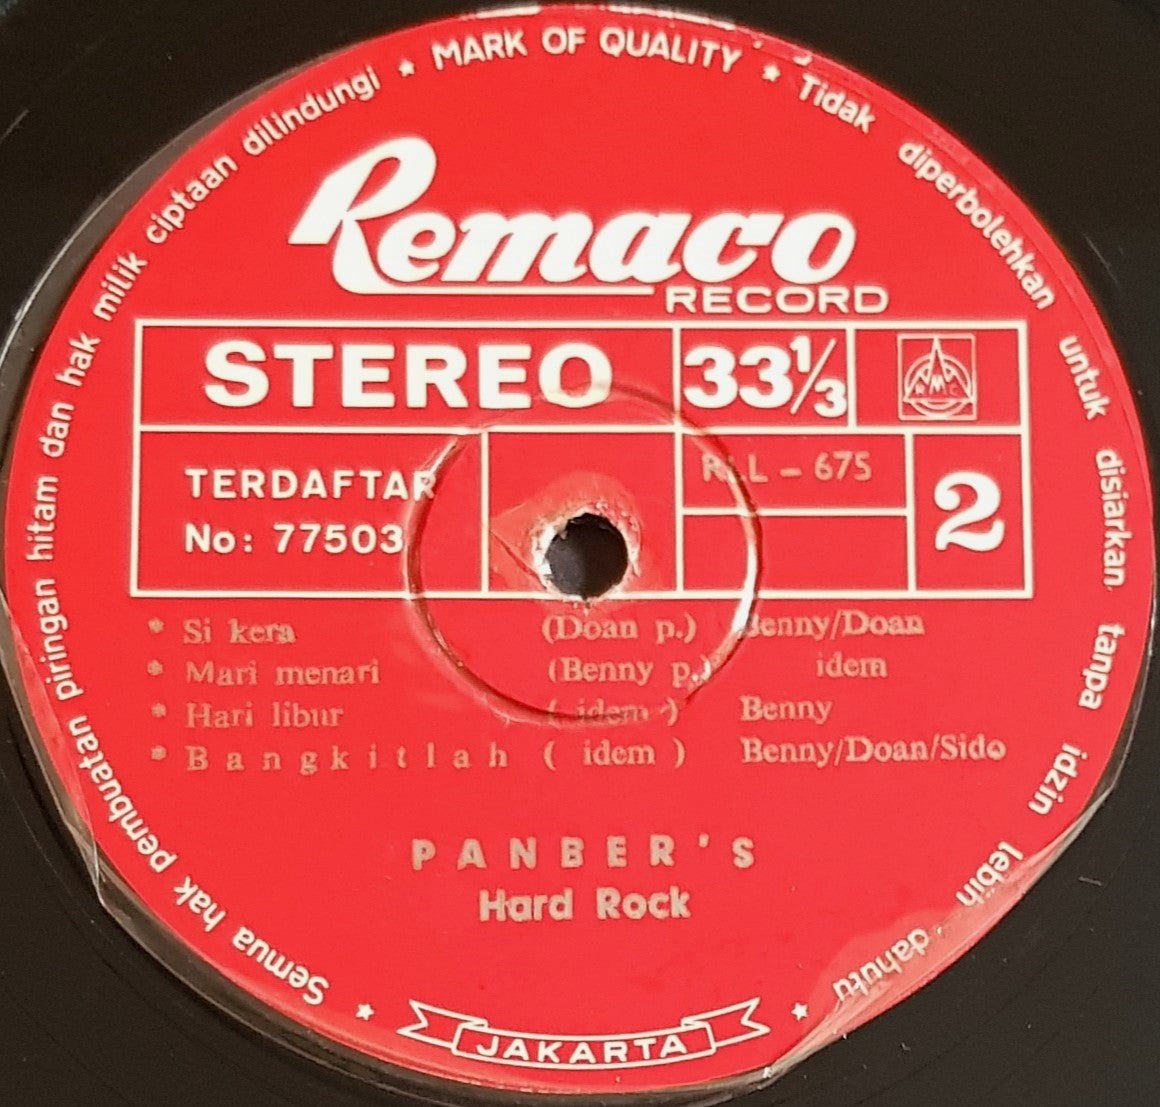 Semua hak pembuatan piringan hitam dan hak milik ciptaan dilindungi ★ MARK OF QUALITY ★ Tidak diperbolehkan untuk disiarkan tanpa idzin lebih dahulu
Remaco
RECORD
STEREO
33⅓
RMC
TERDAFTAR
No: 77503
RLL - 675
2
* Si kera (Doan p.) Benny/Doan
* Mari menari (Benny p.) idem
* Hari libur ( idem ) Benny
* Bangkitlah ( idem ) Benny/Doan/Sido
PANBER'S
Hard Rock
★ JAKARTA ★